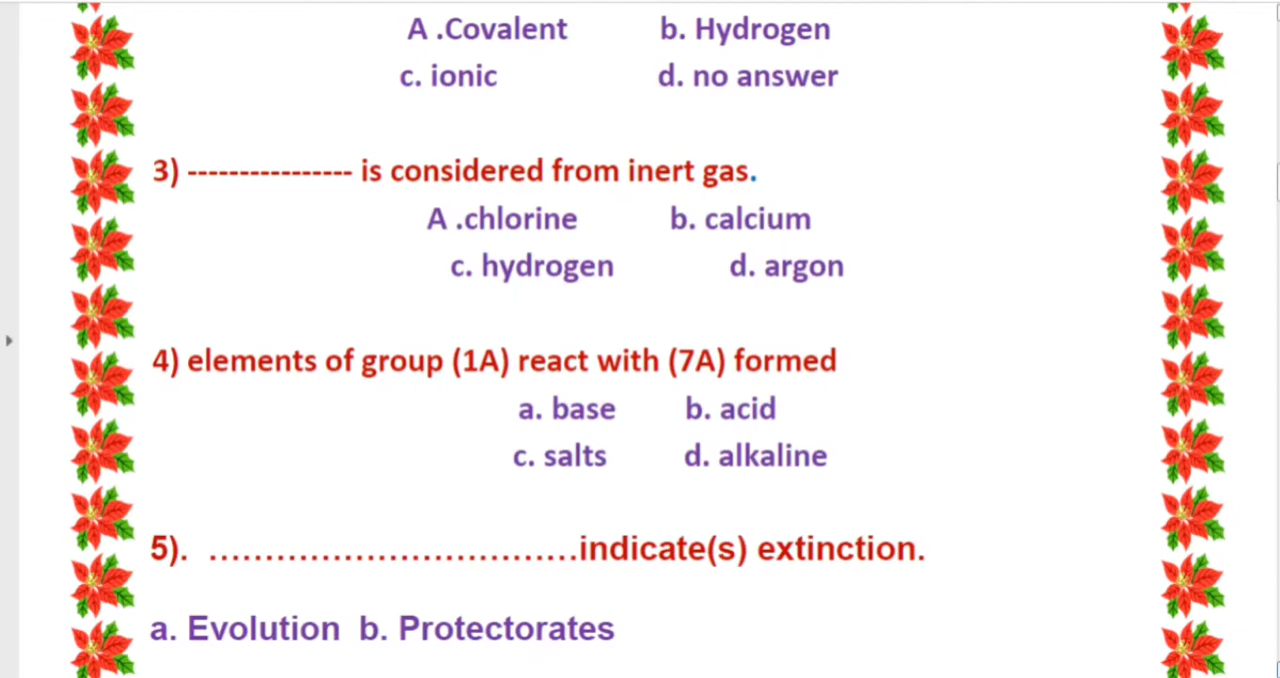 A .Covalent b. Hydrogen
c. ionic d. no answer
3) ---------------- is considered from inert gas.
A .chlorine b. calcium
c. hydrogen d. argon
4) elements of group (1A) react with (7A) formed
a. base b. acid
c. salts d. alkaline
5). .................................indicate(s) extinction.
a. Evolution b. Protectorates